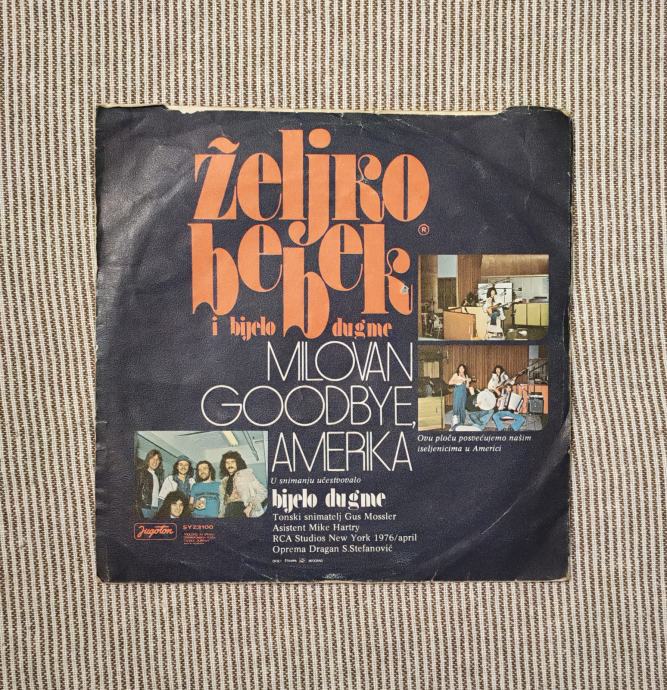 željko
bebek
®
i bijelo dugme
MILOVAN
GOODBYE,
AMERIKA
Ovu ploču posvećujemo našim
iseljenicima u Americi
U snimanju učestvovalo
bijelo dugme
Tonski snimatelj Gus Mossler
Asistent Mike Hartry
RCA Studios New York 1976/april
Oprema Dragan S.Stefanović
Jugoton
SY23100